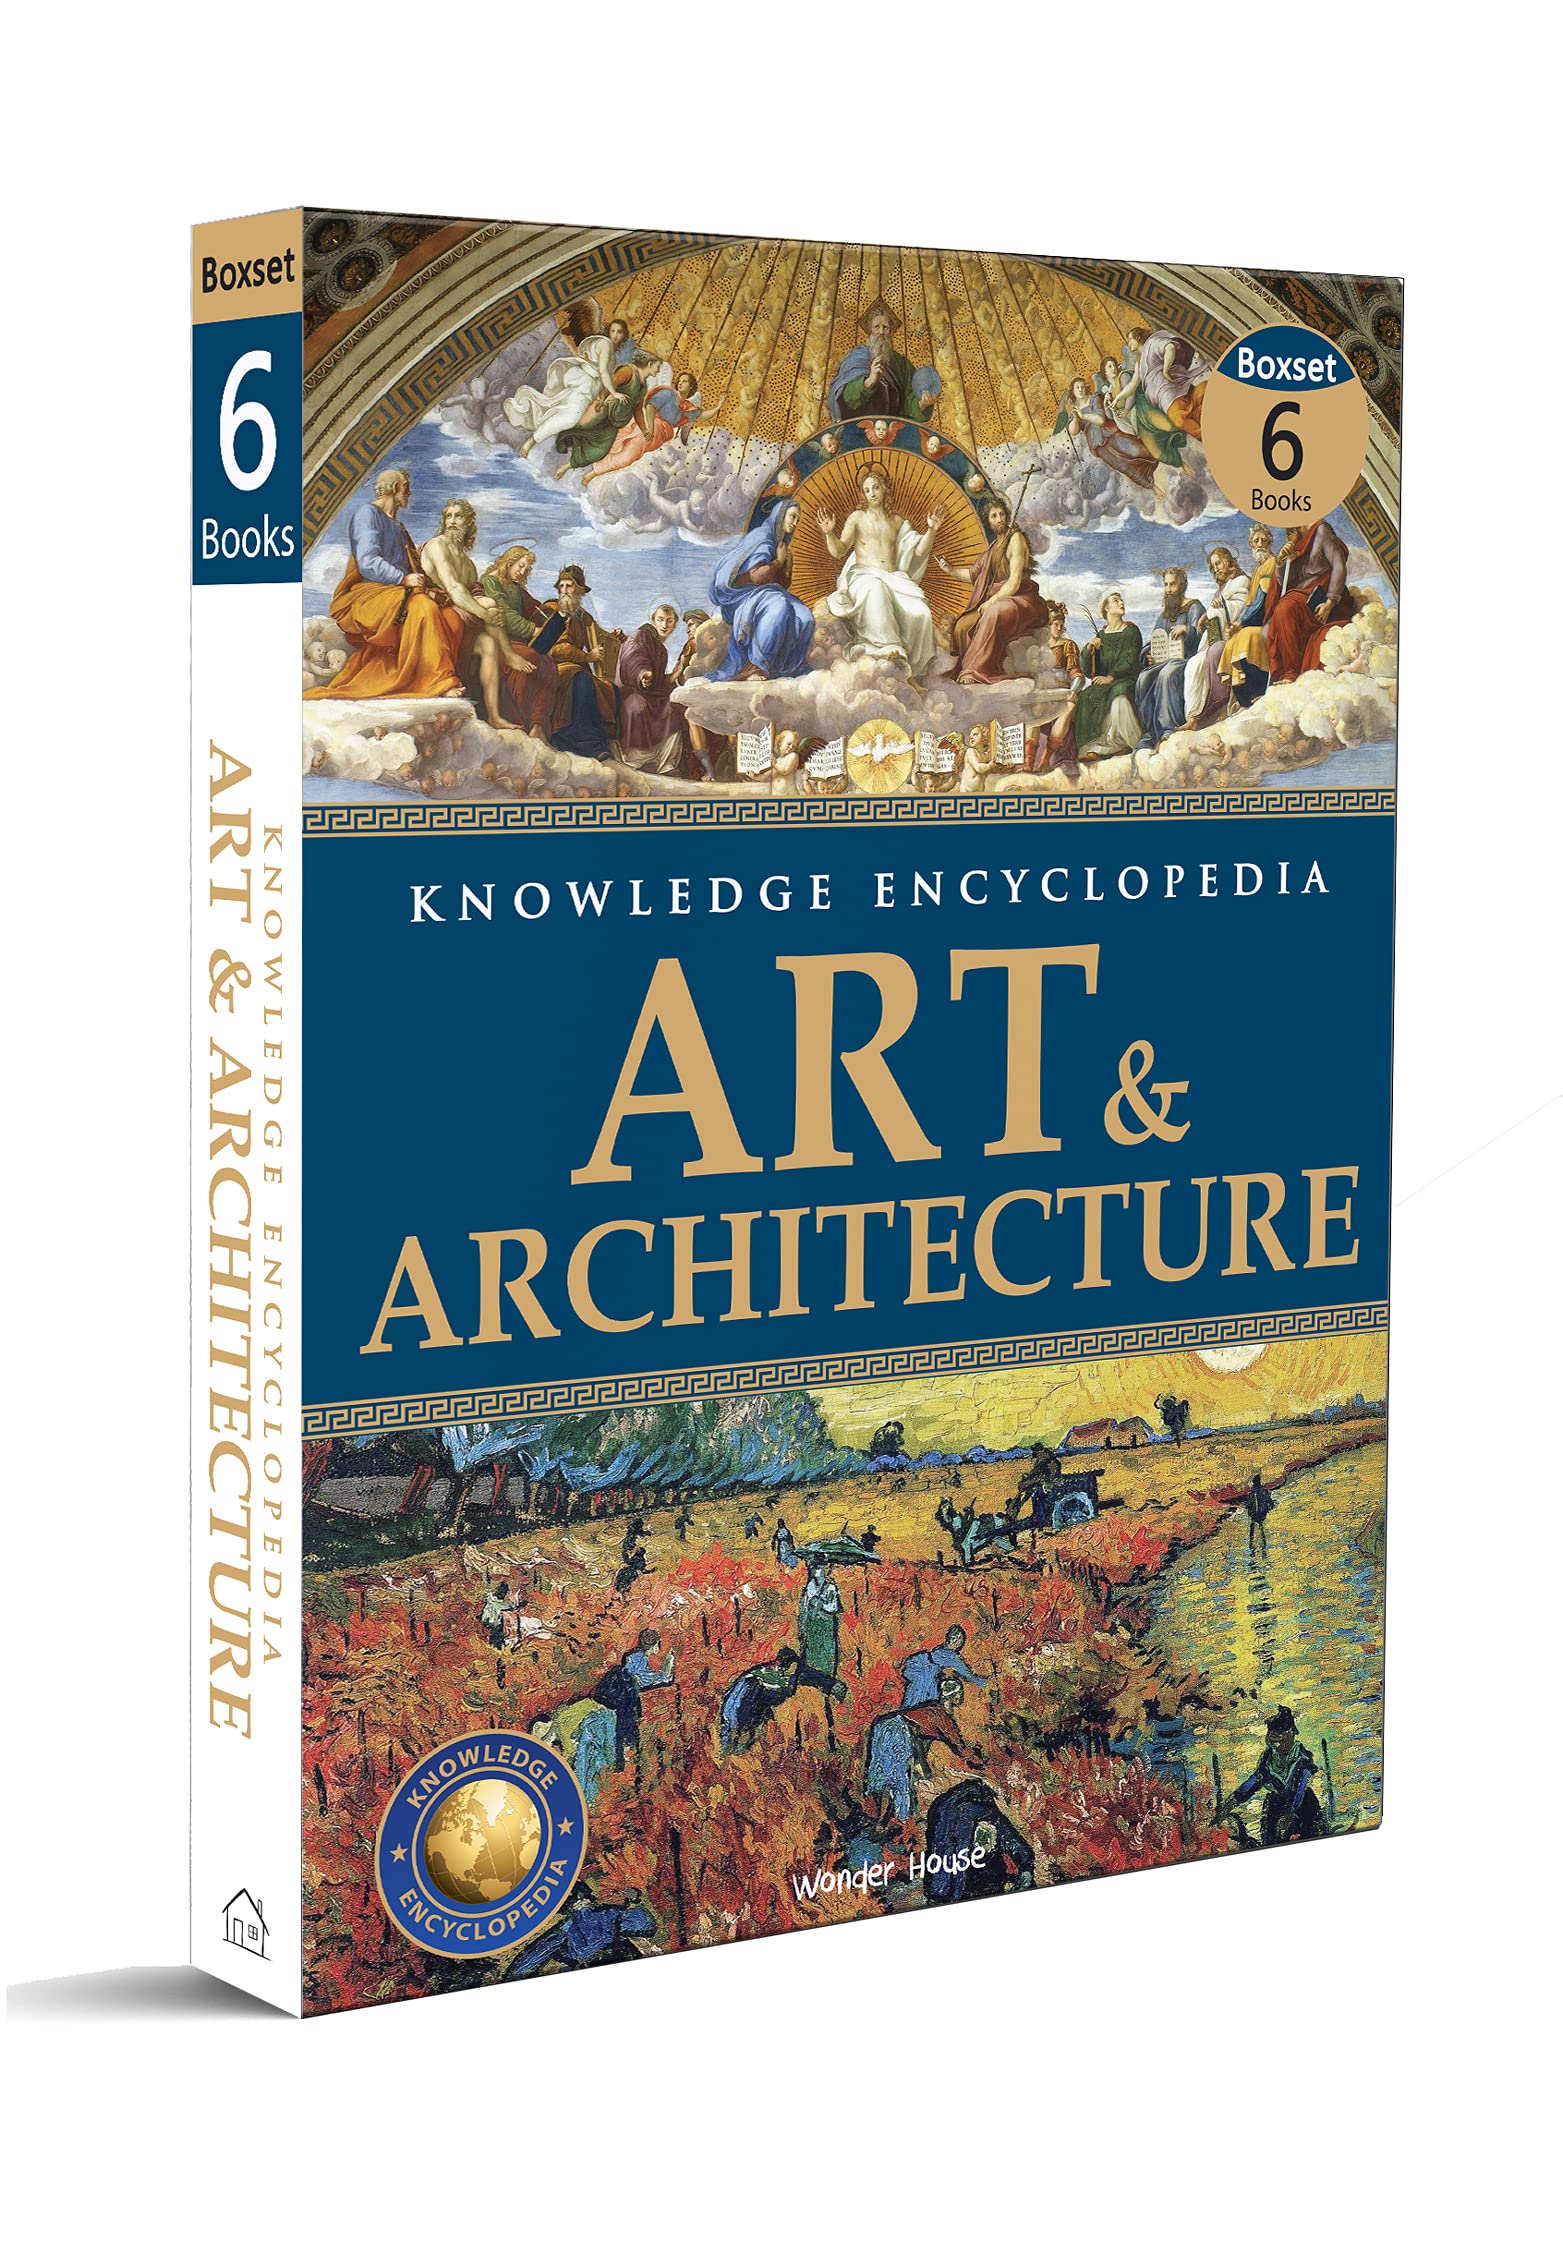 Boxset
6
Books
KNOWLEDGE ENCYCLOPEDIA
ART & ARCHITECTURE
Boxset
6
Books
KNOWLEDGE ENCYCLOPEDIA
ART &
ARCHITECTURE
KNOWLEDGE
ENCYCLOPEDIA
Wonder House